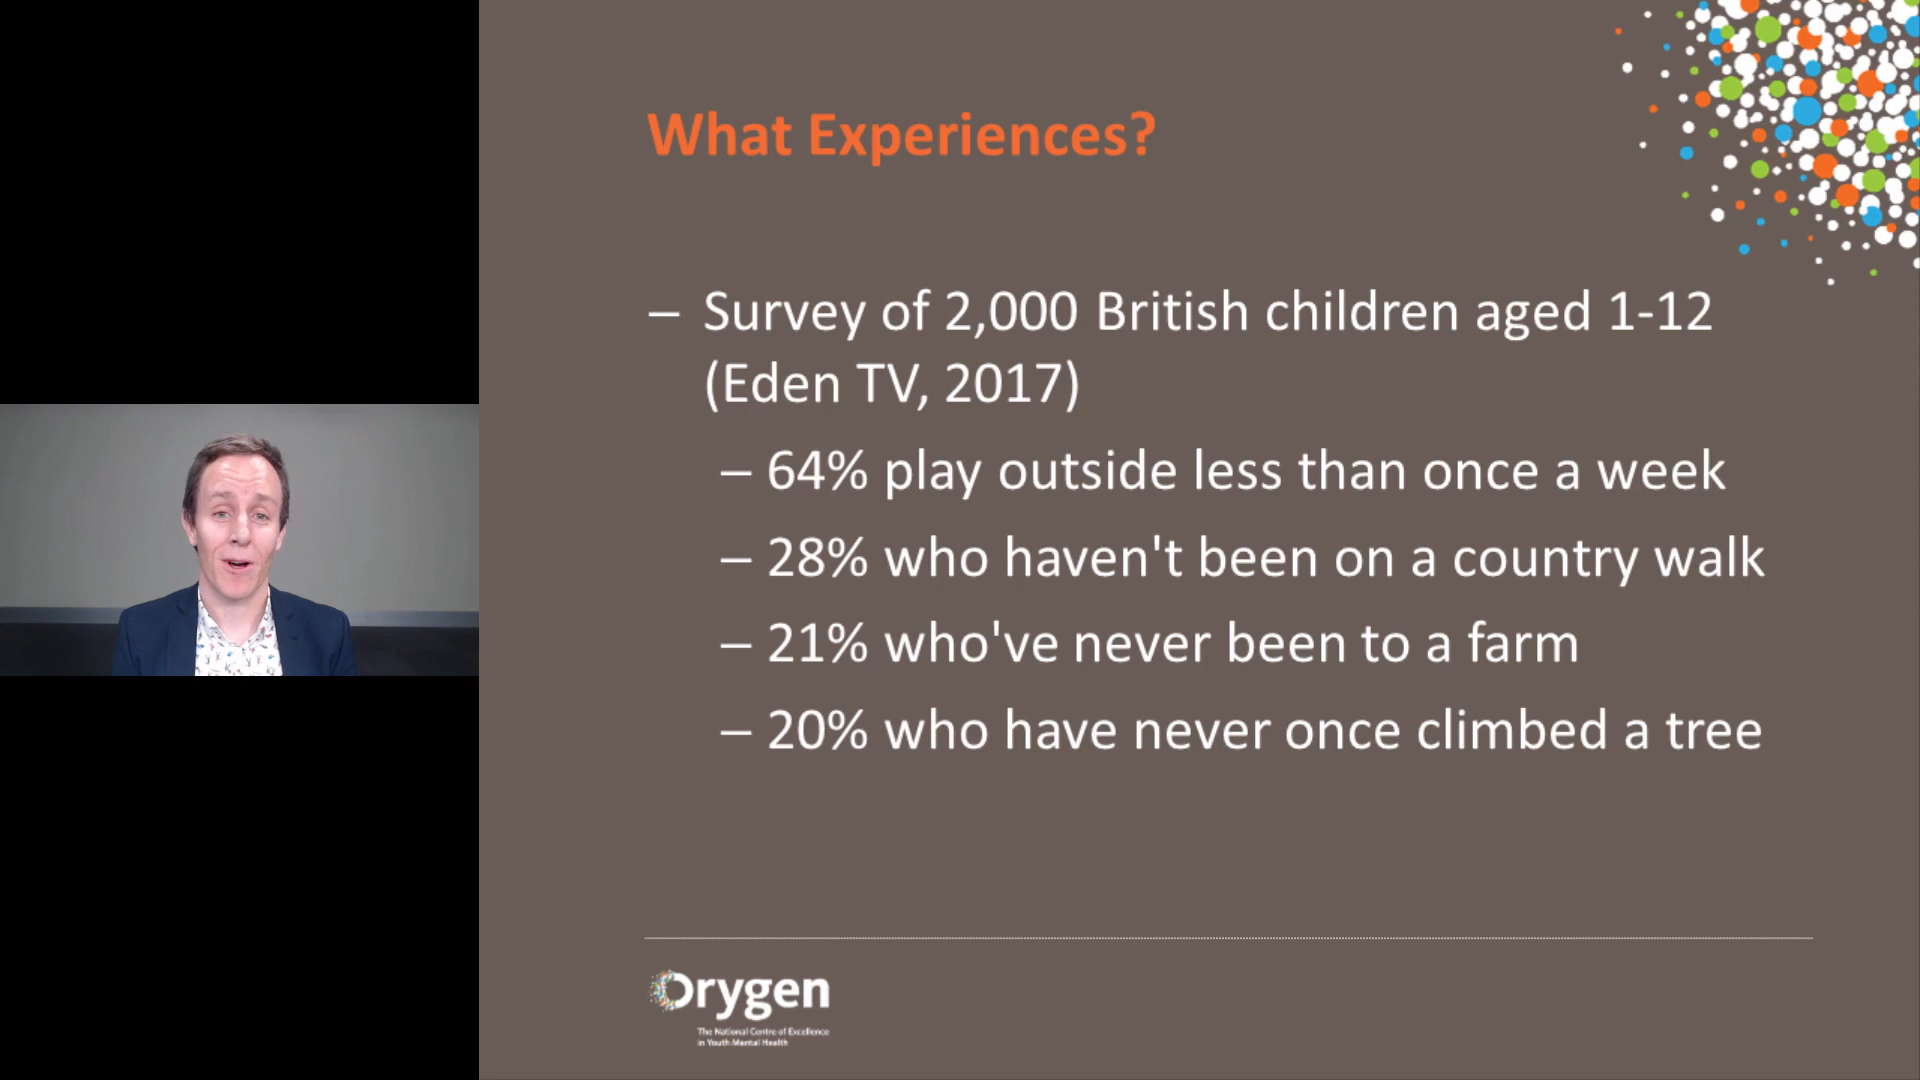 What Experiences?
– Survey of 2,000 British children aged 1-12
(Eden TV, 2017)
– 64% play outside less than once a week
– 28% who haven't been on a country walk
– 21% who've never been to a farm
– 20% who have never once climbed a tree
Orygen
The National Centre of Excellence
in Youth Mental Health